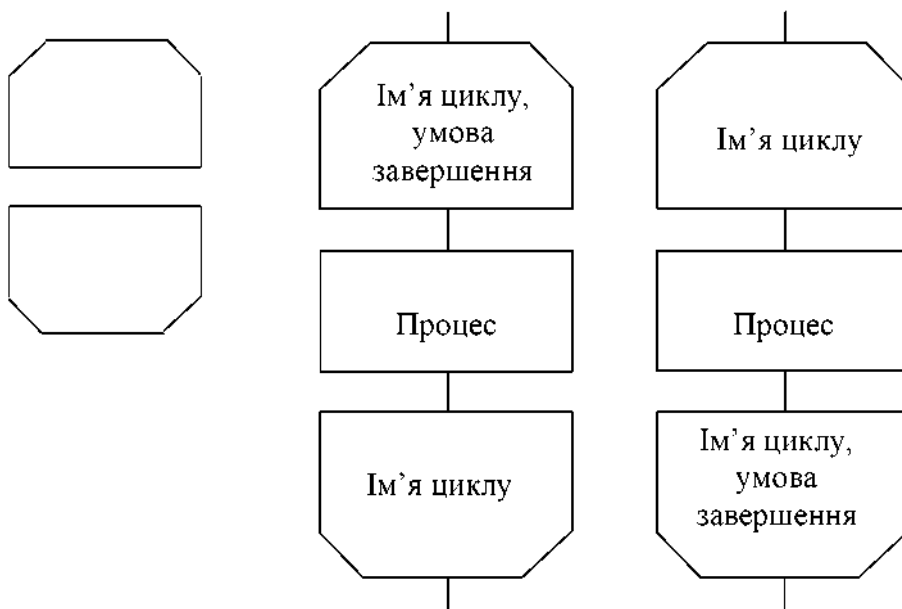 Ім’я циклу,
умова
завершення
Процес
Ім’я циклу
Ім’я циклу
Процес
Ім’я циклу,
умова
завершення